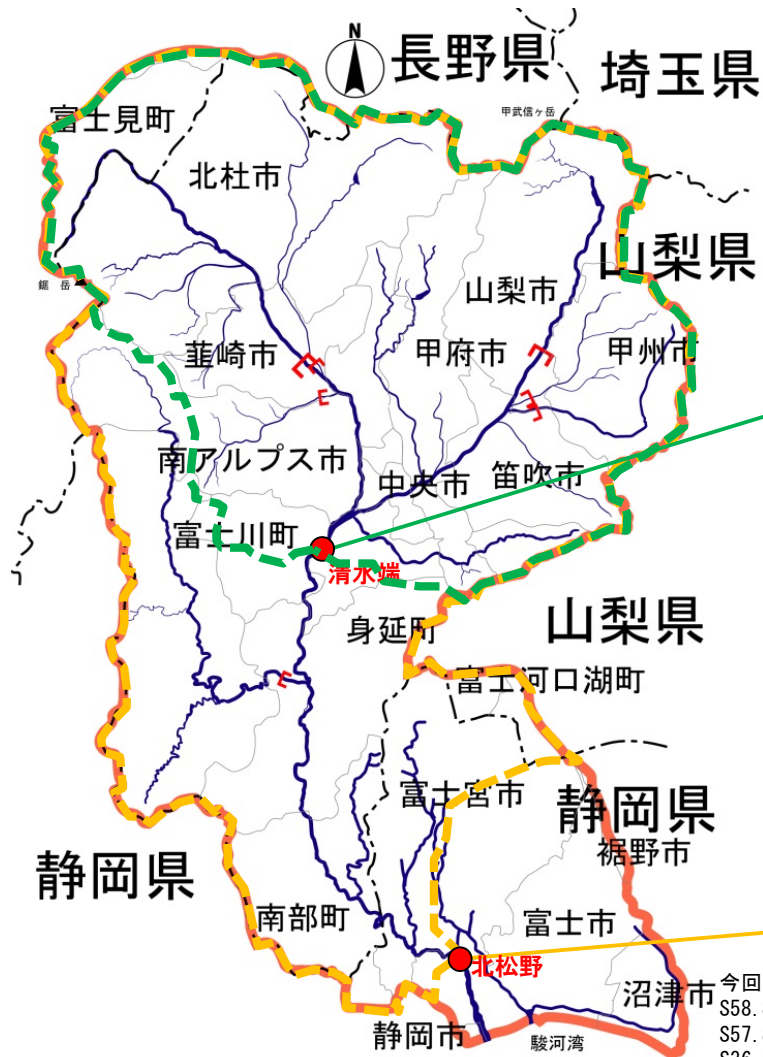 N
長野県
埼玉県
富士見町
甲武信ヶ岳
北杜市
山梨県
鋸 岳
山梨市
韮崎市
甲府市
甲州市
南アルプス市
中央市
笛吹市
富士川町
清水端
身延町
山梨県
富士河口湖町
富士宮市
静岡県
裾野市
静岡県
南部町
富士市
北松野
沼津市
今回
S58.
S57.
静岡市
駿河湾